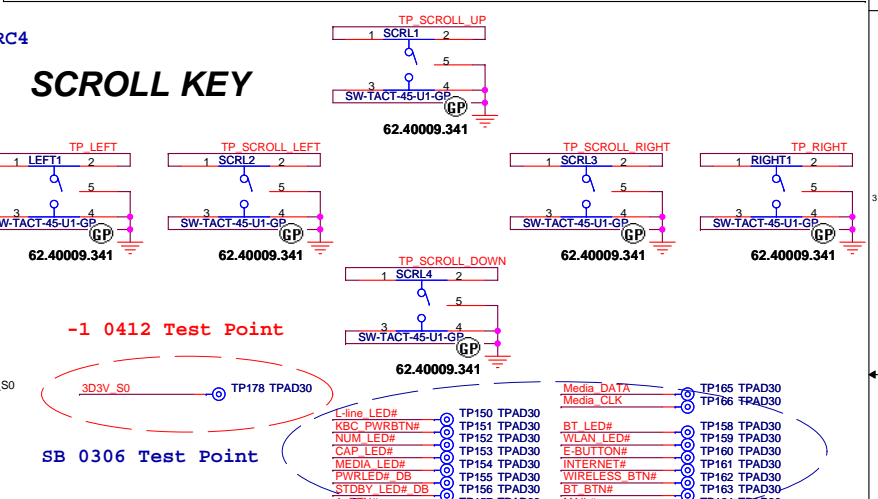 TP_SCROLL_UP
RC4
1 SCRL1 2
SCROLL KEY
5
3 4
SW-TACT-45-U1-GP
GP
62.40009.341
TP_LEFT
1 LEFT1 2
5
3 4
W-TACT-45-U1-GP
GP
62.40009.341
TP_SCROLL_LEFT
1 SCRL2 2
5
3 4
SW-TACT-45-U1-GP
GP
62.40009.341
TP_SCROLL_RIGHT
1 SCRL3 2
5
3 4
SW-TACT-45-U1-GP
GP
62.40009.341
TP_RIGHT
1 RIGHT1 2
5
3 4
SW-TACT-45-U1-GP
GP
62.40009.341
3
TP_SCROLL_DOWN
1 SCRL4 2
5
3 4
SW-TACT-45-U1-GP
GP
62.40009.341
-1 0412 Test Point
_S0
3D3V_S0 TP178 TPAD30
SB 0306 Test Point
L-line_LED# TP150 TPAD30
KBC_PWRBTN# TP151 TPAD30
NUM_LED# TP152 TPAD30
CAP_LED# TP153 TPAD30
MEDIA_LED# TP154 TPAD30
PWRLED#_DB TP155 TPAD30
STDBY_LED#_DB TP156 TPAD30
Media_DATA TP165 TPAD30
Media_CLK TP166 TPAD30
BT_LED# TP158 TPAD30
WLAN_LED# TP159 TPAD30
E-BUTTON# TP160 TPAD30
INTERNET# TP161 TPAD30
WIRELESS_BTN# TP162 TPAD30
BT_BTN# TP163 TPAD30